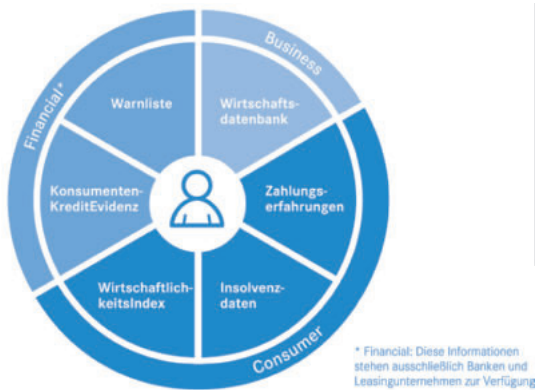 Financial*
Business
Warnliste
Wirtschafts-
datenbank
Konsumenten-
KreditEvidenz
Zahlungs-
erfahrungen
Wirtschaftlich-
keitsIndex
Insolvenz-
daten
Consumer
* Financial: Diese Informationen
stehen ausschließlich Banken und
Leasingunternehmen zur Verfügung